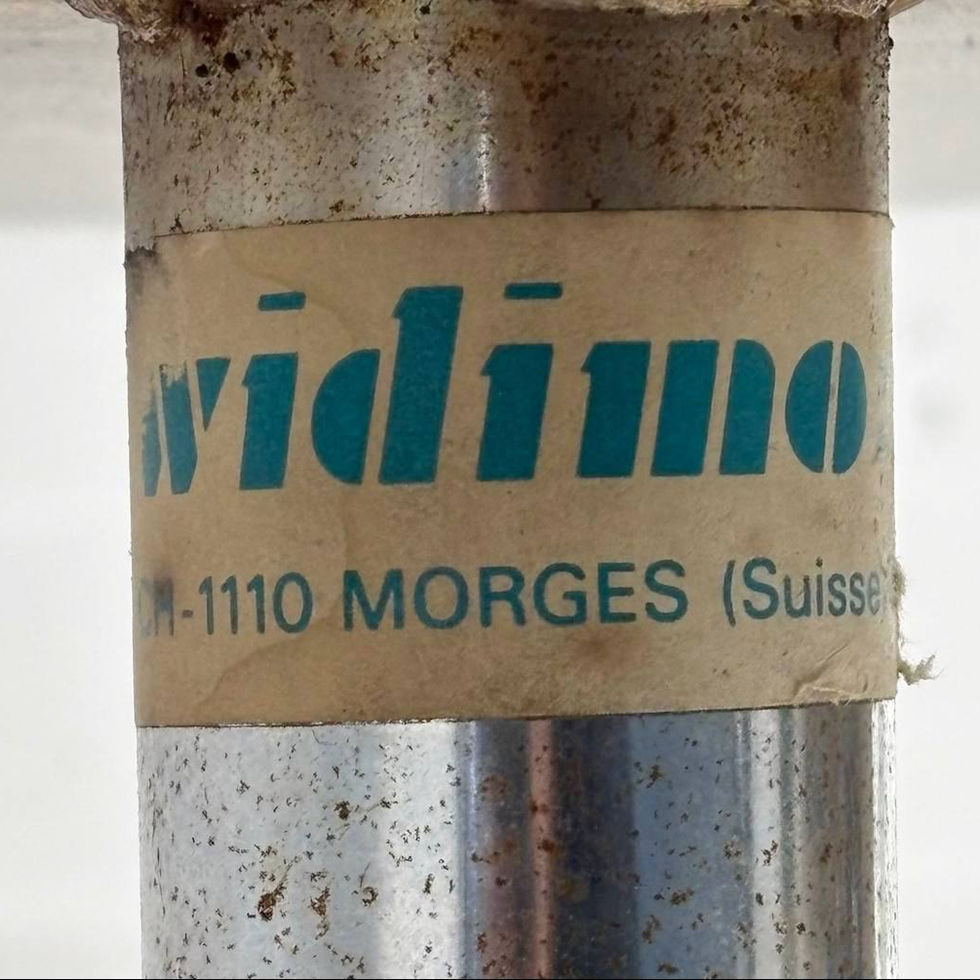 vidimo
CH-1110 MORGES (Suisse)